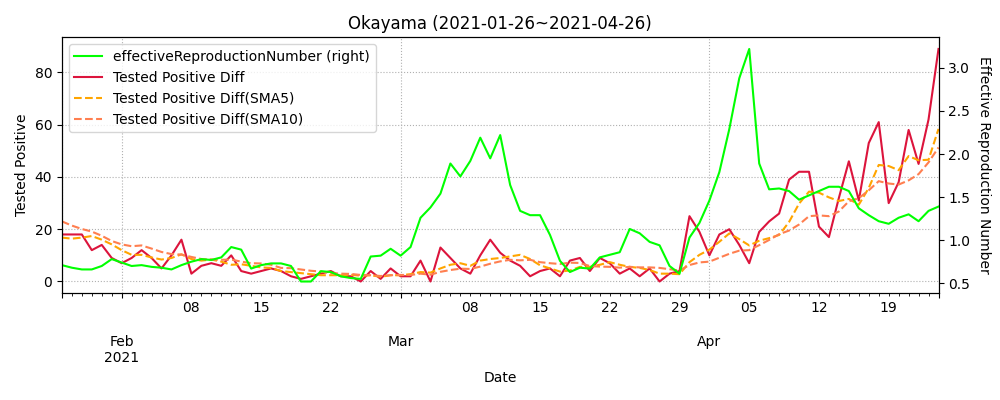 Okayama (2021-01-26~2021-04-26)
effectiveReproductionNumber (right)
Tested Positive Diff
Tested Positive Diff(SMA5)
Tested Positive Diff(SMA10)
Tested Positive
80
60
40
20
0
Effective Reproduction Number
3.0
2.5
2.0
1.5
1.0
0.5
08 15 22 08 15 22 29 05 12 19
Feb Mar Apr
2021
Date